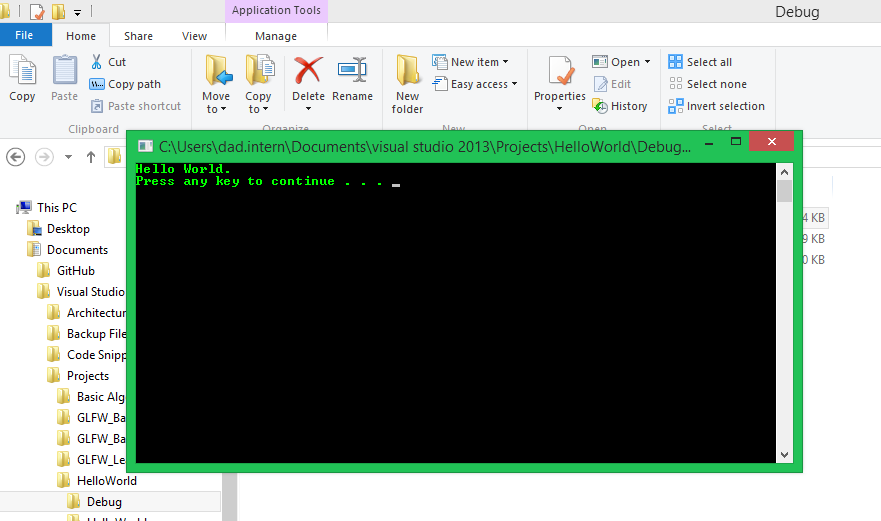 Application Tools
Debug
File
Home
Share
View
Manage
Copy
Paste
Cut
Copy path
Paste shortcut
Clipboard
Move to
Copy to
Delete
Rename
Organize
New folder
New item
Easy access
New
Properties
Open
Edit
History
Open
Select all
Select none
Invert selection
Select
C:\Users\dad.intern\Documents\visual studio 2013\Projects\HelloWorld\Debug...
Hello World.
Press any key to continue . . .
This PC
Desktop
Documents
GitHub
Visual Studio
Architectur
Backup File
Code Snipp
Projects
Basic Alg
GLFW_Ba
GLFW_Ba
GLFW_Le
HelloWorld
Debug
4 KB
9 KB
0 KB